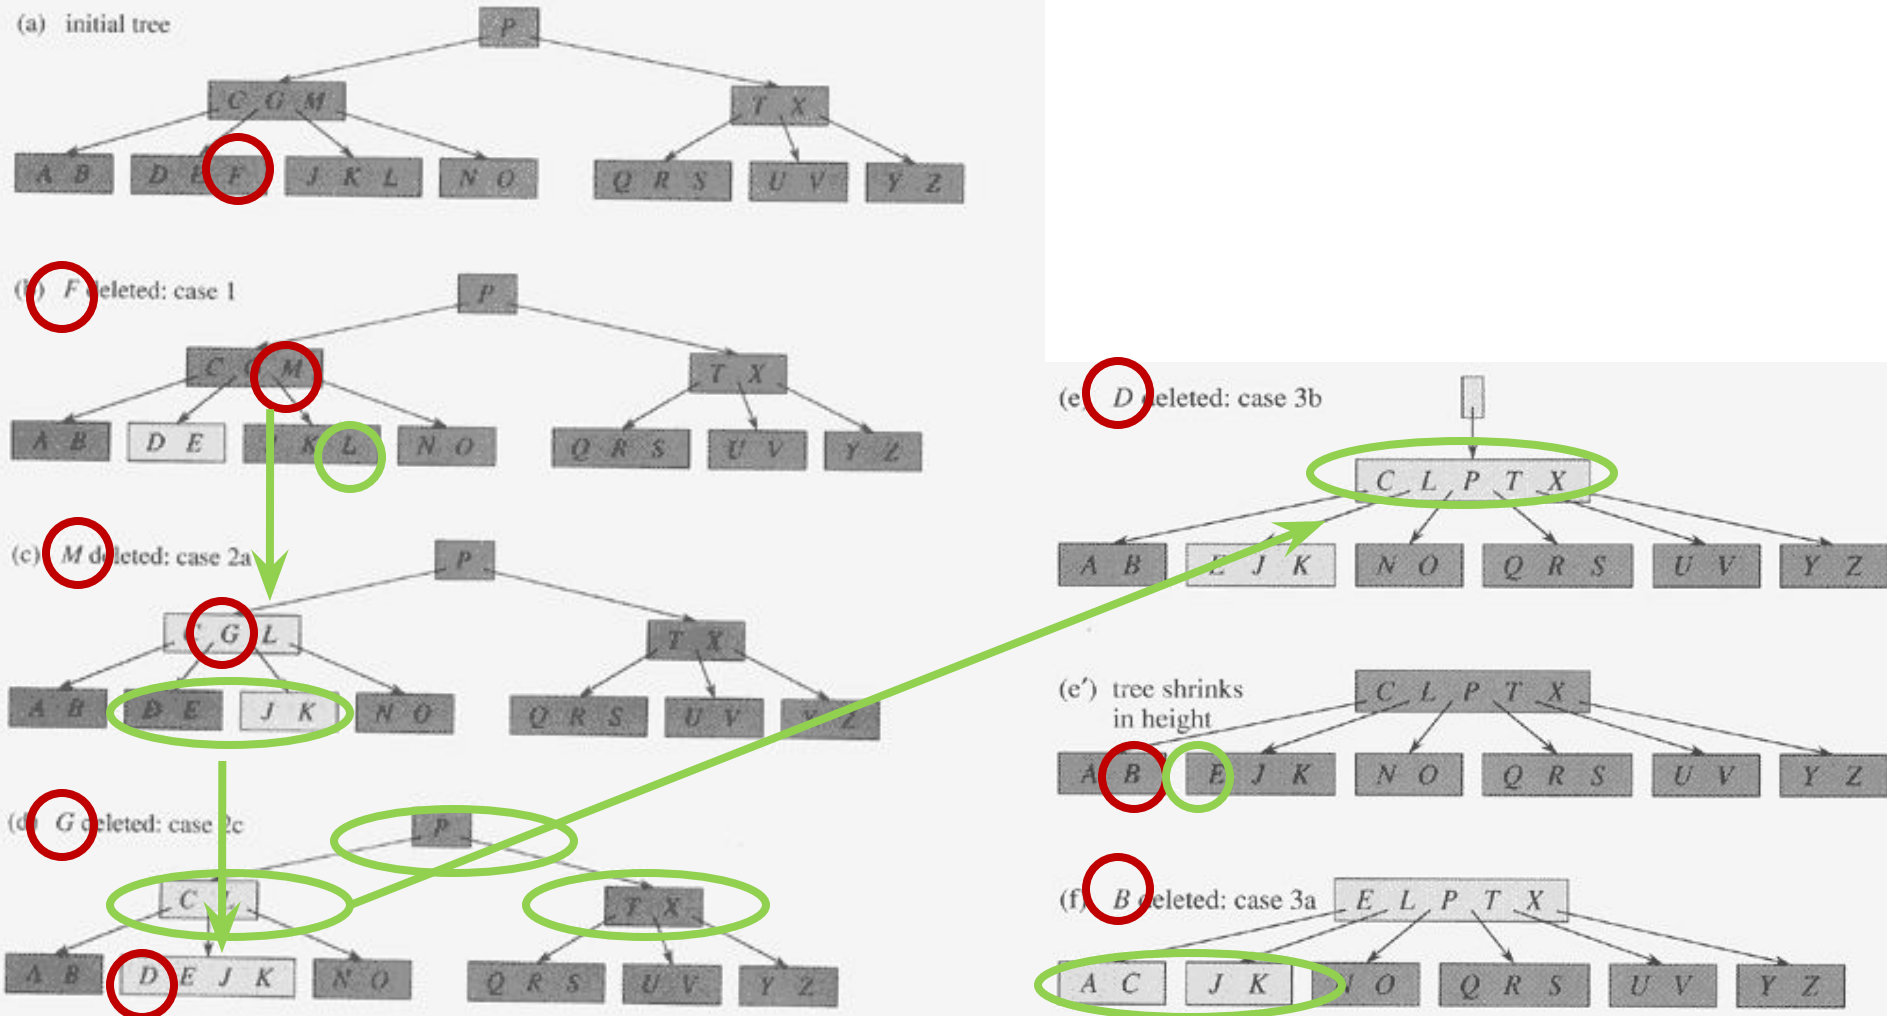 (a) initial tree
P
C G M
T X
A B
D E F
J K L
N O
Q R S
U V
Y Z
(b) F deleted: case 1
P
C G M
T X
A B
D E
J K L
N O
Q R S
U V
Y Z
(c) M deleted: case 2a
P
C G L
T X
A B
D E
J K
N O
Q R S
U V
Y Z
(d) G deleted: case 2c
P
C L
T X
A B
D E J K
N O
Q R S
U V
Y Z
(e) D deleted: case 3b
C L P T X
A B
E J K
N O
Q R S
U V
Y Z
(e′) tree shrinks
in height
C L P T X
A B
E J K
N O
Q R S
U V
Y Z
(f) B deleted: case 3a
E L P T X
A C
J K
N O
Q R S
U V
Y Z